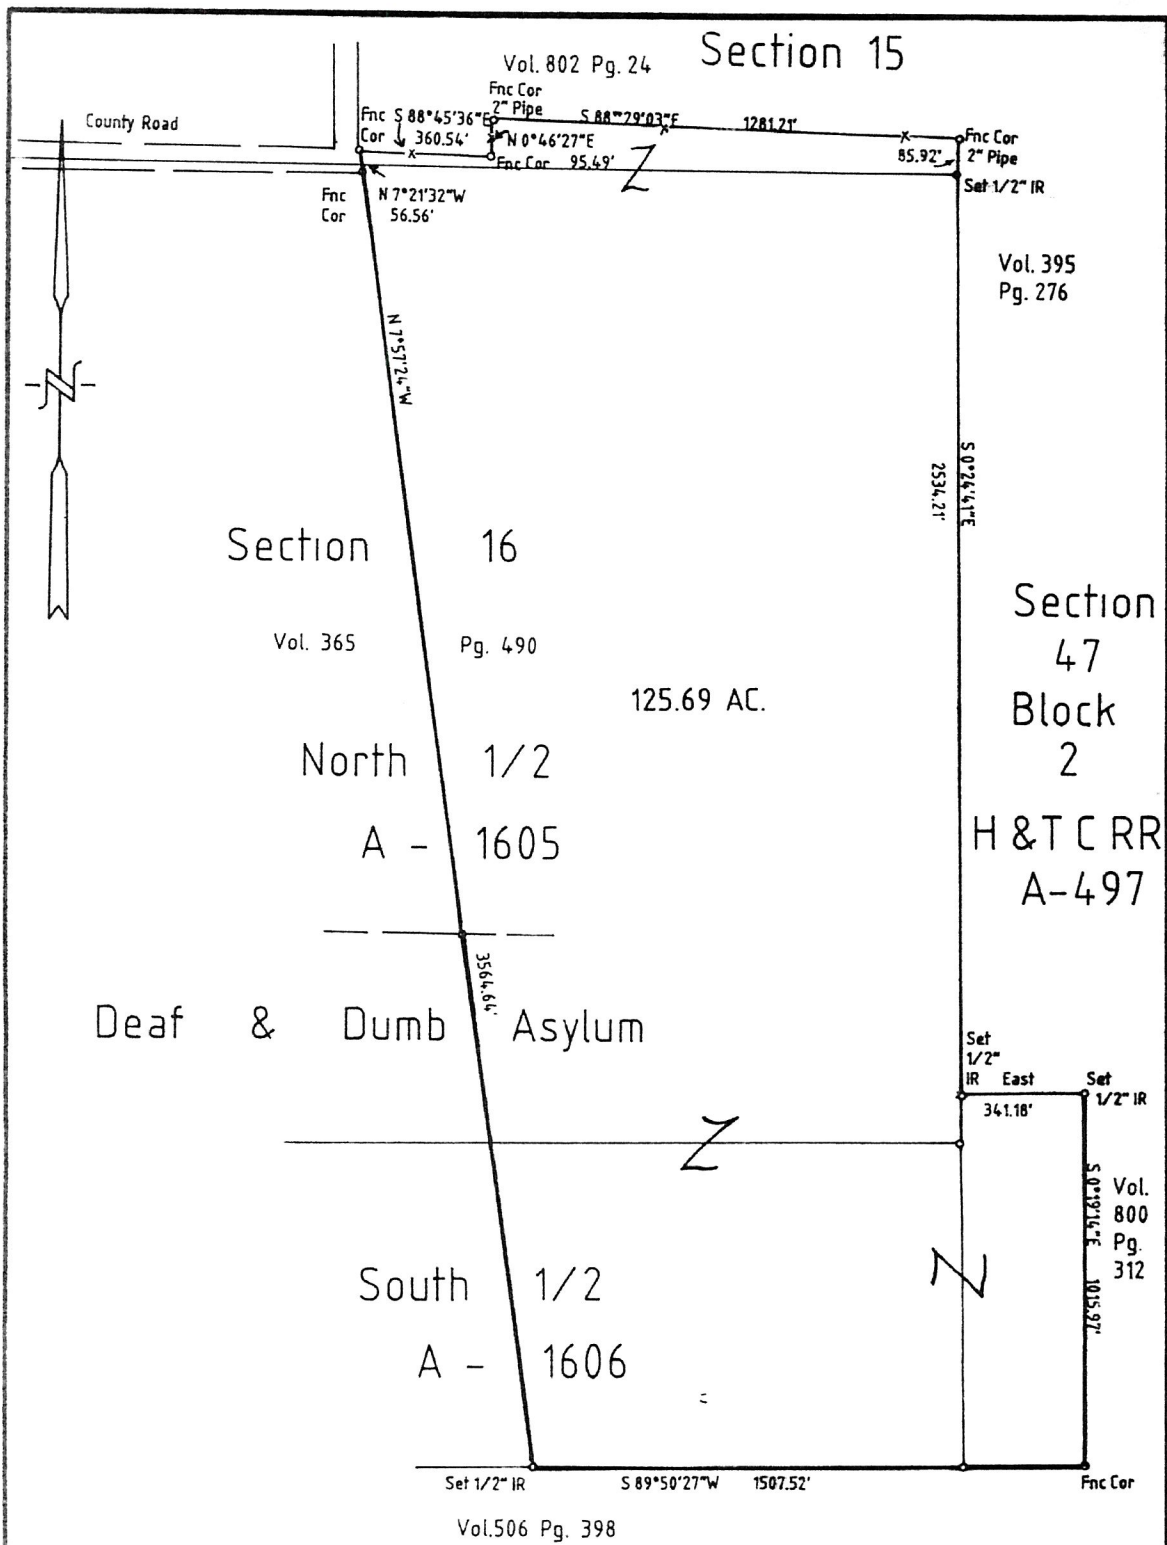 Section 15
Vol. 802 Pg. 24
County Road
Fnc Cor
2" Pipe
Fnc
Cor
S 88°45'36"E
360.54'
N 0°46'27"E
Fnc Cor 95.49'
S 88°29'03"E
1281.21'
Fnc Cor
2" Pipe
85.92'
Set 1/2" IR
Fnc
Cor
N 7°21'32"W
56.56'
Vol. 395
Pg. 276
N 7°57'24"W
S 0°24'41"E
2534.21'
N
Section 16
Vol. 365 Pg. 490
125.69 AC.
Section
47
Block
2
H & T C RR
A-497
North 1/2
A - 1605
3564.64'
Deaf & Dumb Asylum
Set
1/2"
IR
East
341.18'
Set
1/2" IR
S 0°19'14"E 1015.97'
Vol.
800
Pg.
312
South 1/2
A - 1606
Set 1/2" IR
S 89°50'27"W 1507.52'
Fnc Cor
Vol.506 Pg. 398